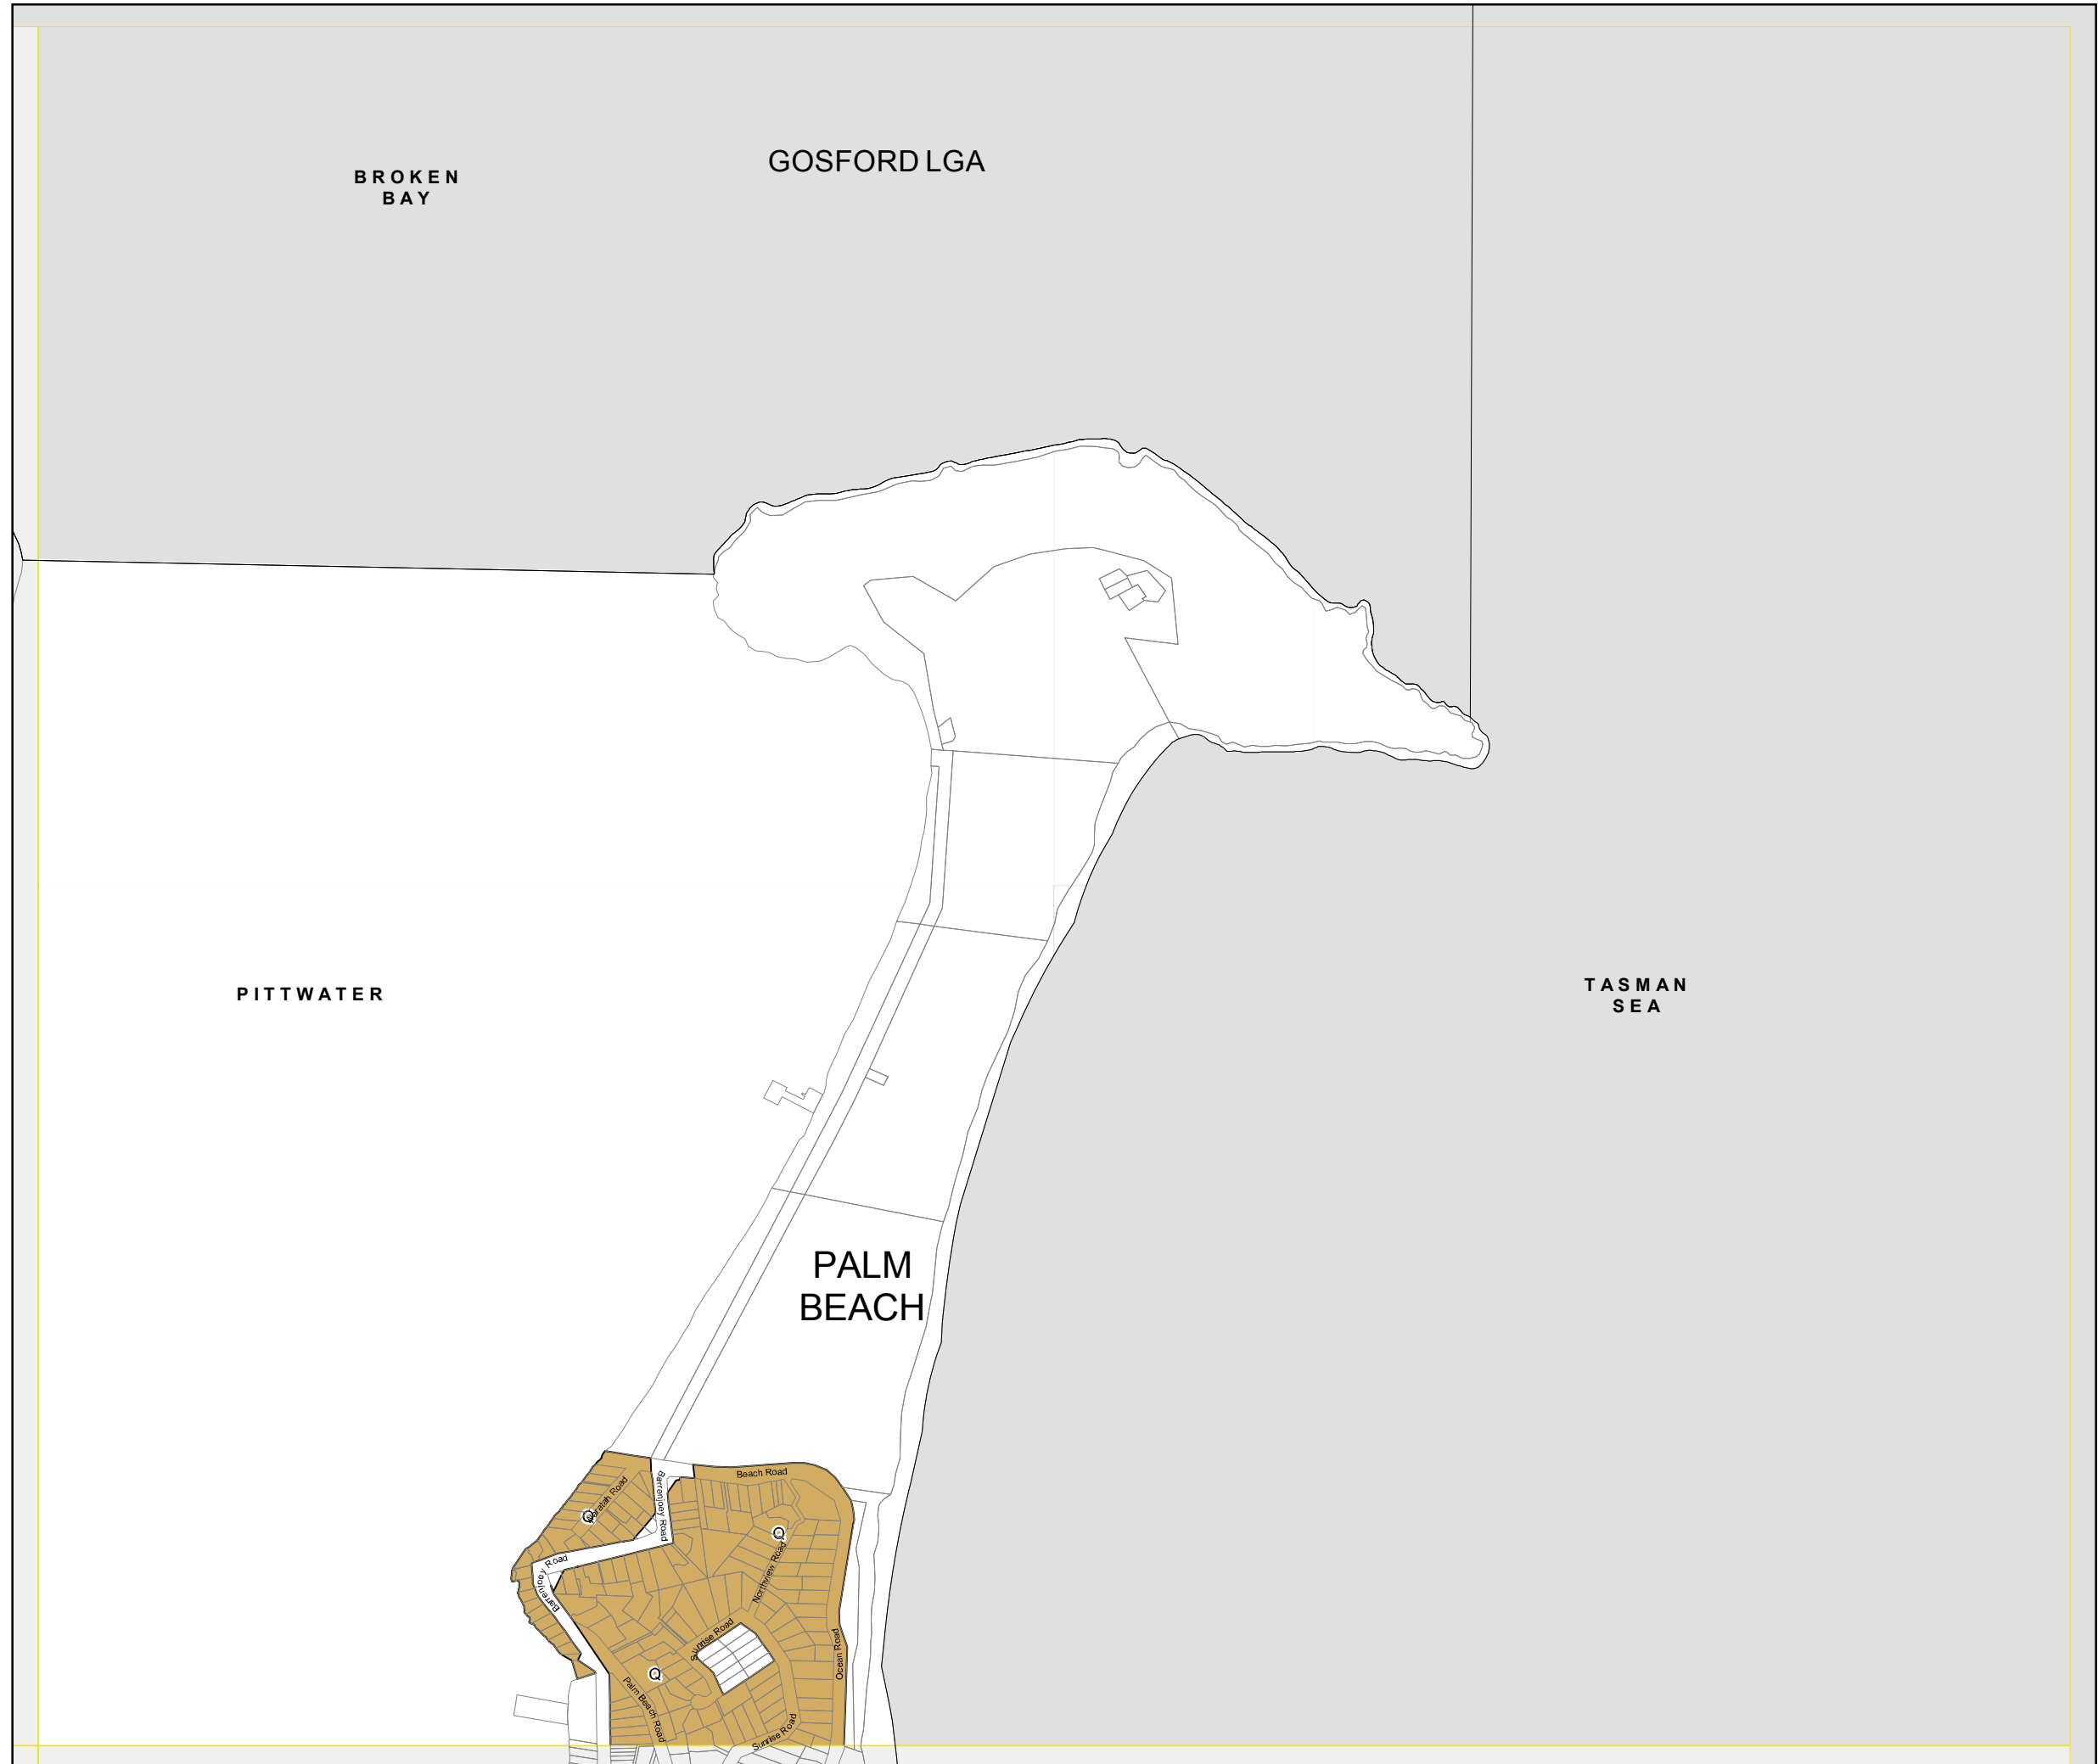 GOSFORD LGA
BROKEN
BAY
PITTWATER
TASMAN
SEA
PALM
BEACH
Beach Road
Barrenjoey Road
Q
Q
Northview Road
Road
Barrenjoey
Sunrise Road
Ocean Road
Q
Palm Beach Road
Sunrise Road